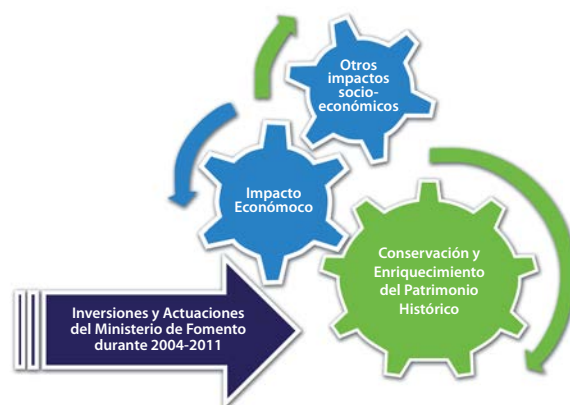 Otros
impactos
socio-
económicos
Impacto
Económoco
Conservación y
Enriquecimiento
del Patrimonio
Histórico
Inversiones y Actuaciones
del Ministerio de Fomento
durante 2004-2011